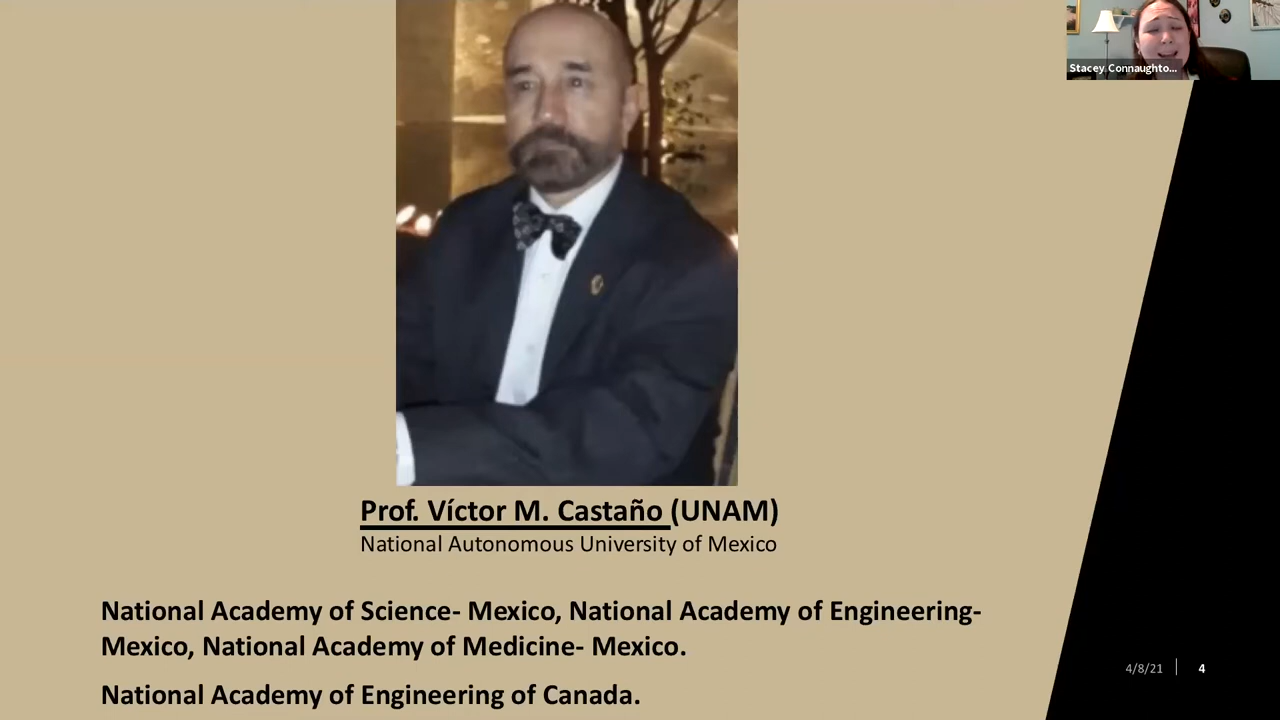 Stacey Connaughto...
Prof. Víctor M. Castaño (UNAM)
National Autonomous University of Mexico
National Academy of Science- Mexico, National Academy of Engineering-
Mexico, National Academy of Medicine- Mexico.
National Academy of Engineering of Canada.
4/8/21 | 4